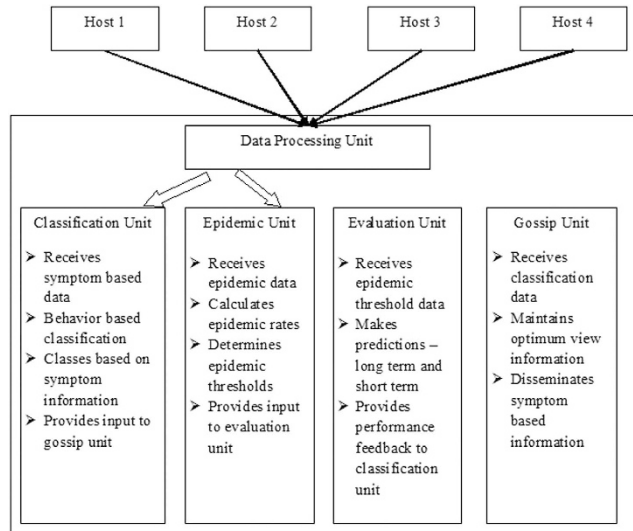 Host 1
Host 2
Host 3
Host 4
Data Processing Unit
Classification Unit
➤ Receives
symptom based
data
➤ Behavior based
classification
➤ Classes based on
symptom
information
➤ Provides input to
gossip unit
Epidemic Unit
➤ Receives
epidemic data
➤ Calculates
epidemic rates
➤ Determines
epidemic
thresholds
➤ Provides input to
evaluation unit
Evaluation Unit
➤ Receives
epidemic
threshold data
➤ Makes
predictions –
long term and
short term
➤ Provides
performance
feedback to
classification
unit
Gossip Unit
➤ Receives
classification
data
➤ Maintains
optimum view
information
➤ Disseminates
symptom
based
information